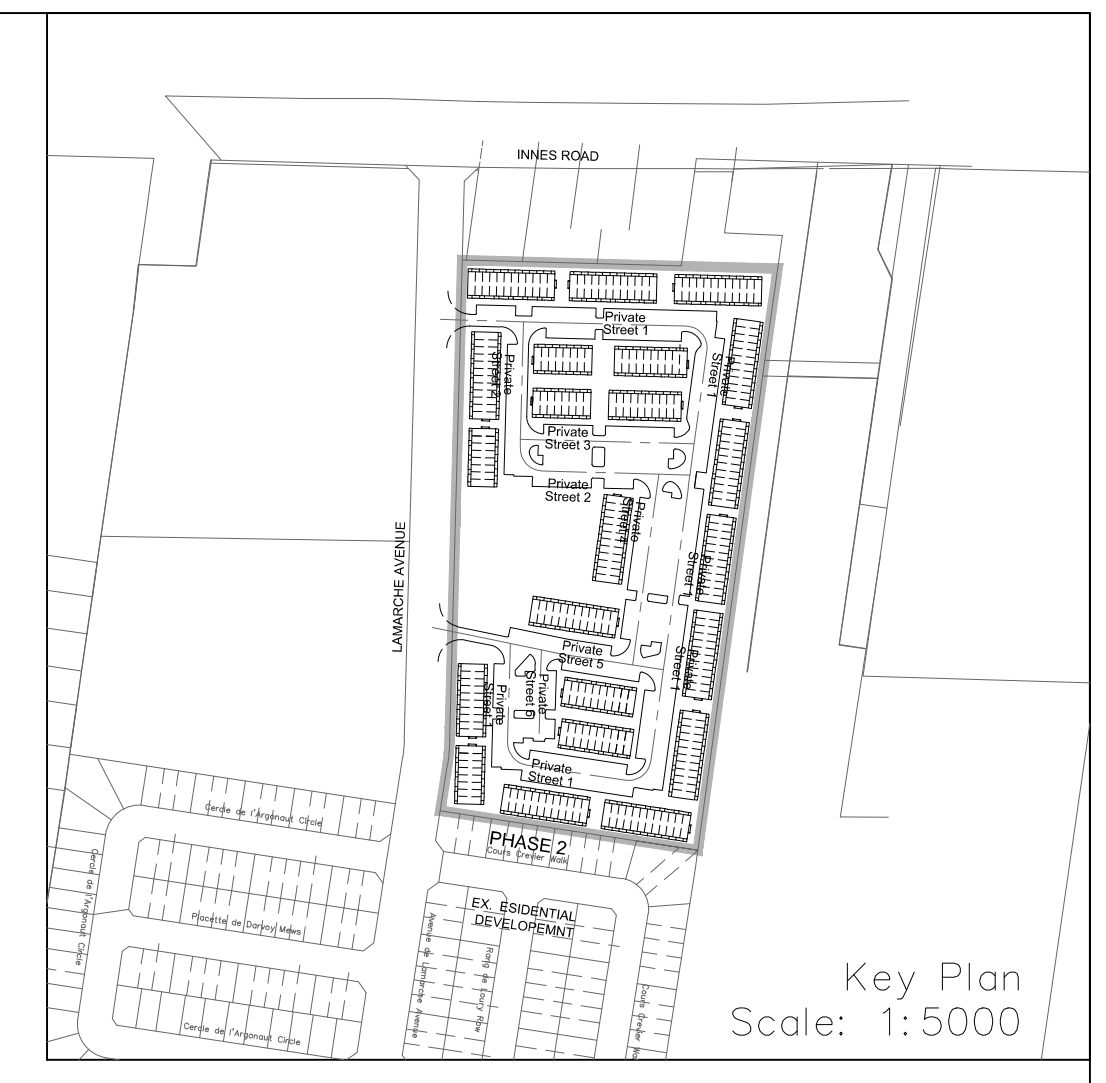 INNES ROAD
Private
Street 1
Private
Street 2
Private
Street 1
Private
Street 3
Private
Street 2
Private
Street 4
LAMARCHE AVENUE
Private
Street 1
Private
Street 5
Private
Street 1
Private
Street 6
Private
Street 1
Private
Street 1
Cercle de l'Argonaut Circle
PHASE 2
Cours Crevier Walk
Cercle de l'Argonaut Circle
EX. ESIDENTIAL
DEVELOPEMNT
Placette de Darvoy Mews
Avenue de Lamarche Avenue
Rang de Loury Row
Cours Crevier Wa
Cercle de l'Argonaut Circle
Key Plan
Scale: 1:5000